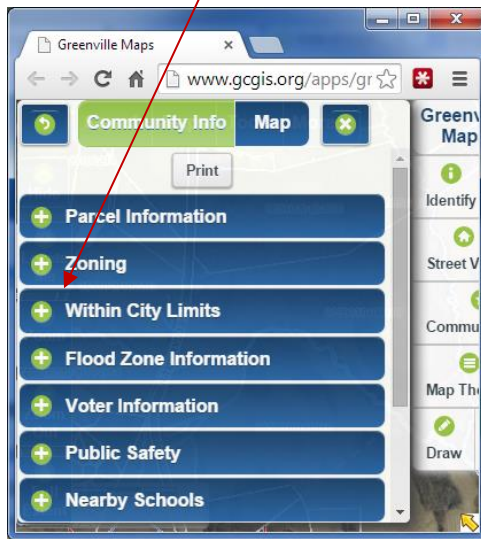 Greenville Maps
www.gcgis.org/apps/gr
Community Info
Map
Print
Parcel Information
Zoning
Within City Limits
Flood Zone Information
Voter Information
Public Safety
Nearby Schools
Greenv
Map
Identify
Street V
Commu
Map The
Draw